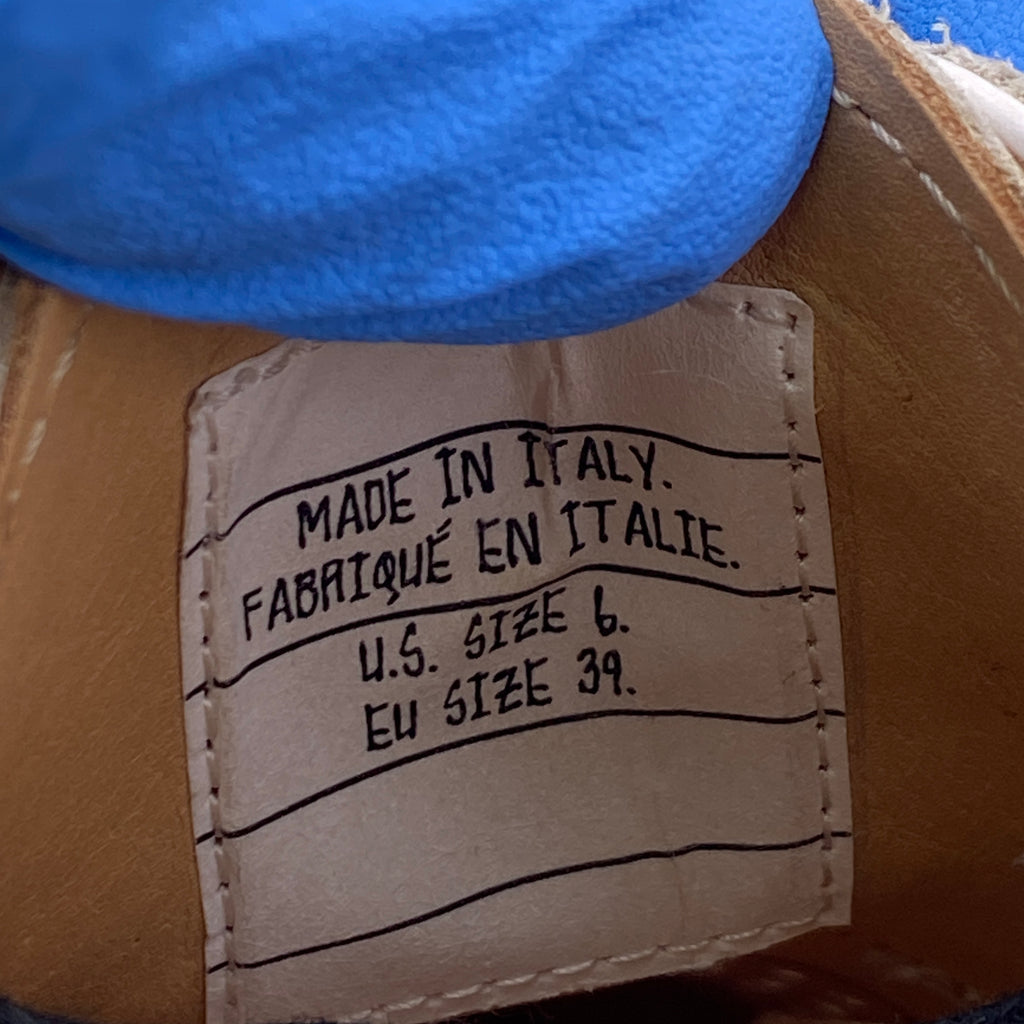 MADE IN ITALY.
FABRIQUÉ EN ITALIE.
U.S. SIZE 6.
EU SIZE 39.